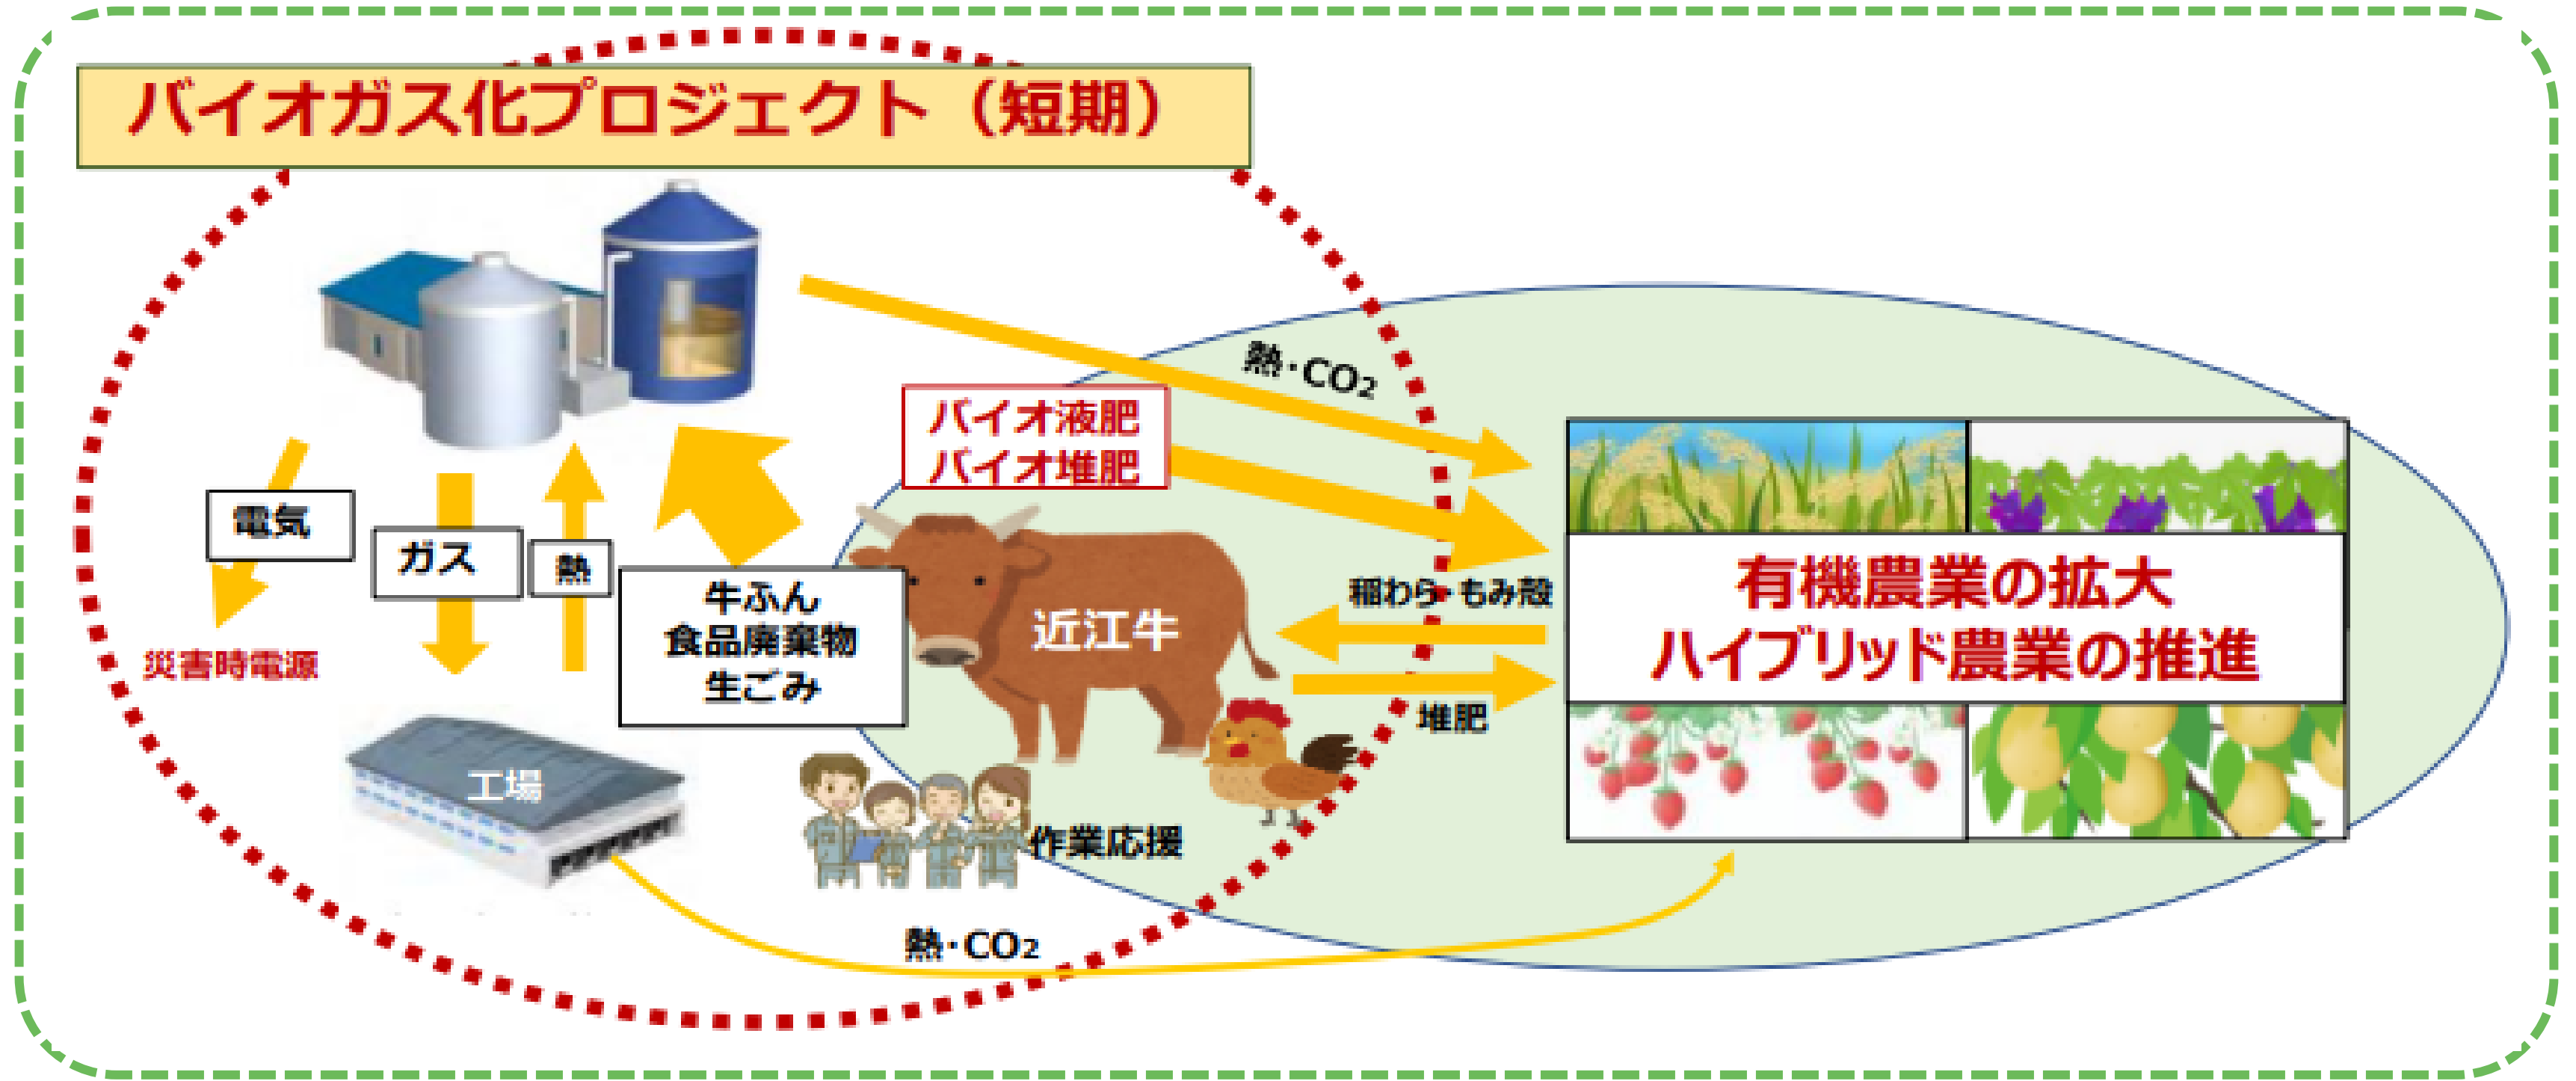 バイオガス化プロジェクト（短期）
熱・CO2
バイオ液肥
バイオ堆肥
電気
ガス
熱
牛ふん
食品廃棄物
生ごみ
災害時電源
近江牛
稲わら・もみ殻
堆肥
有機農業の拡大
ハイブリッド農業の推進
工場
作業応援
熱・CO2